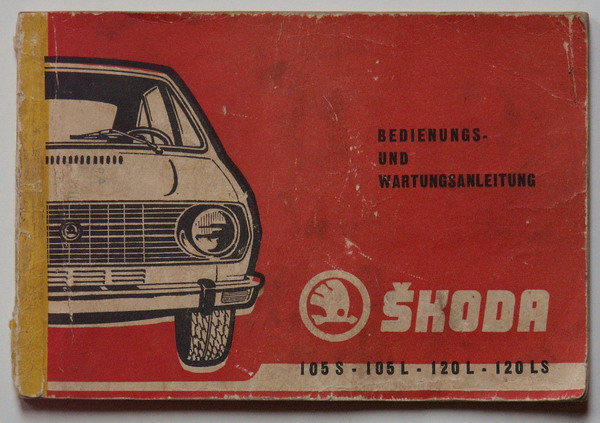 BEDIENUNGS-
UND
WARTUNGSANLEITUNG
ŠKODA
105 S - 105 L - 120 L - 120 LS